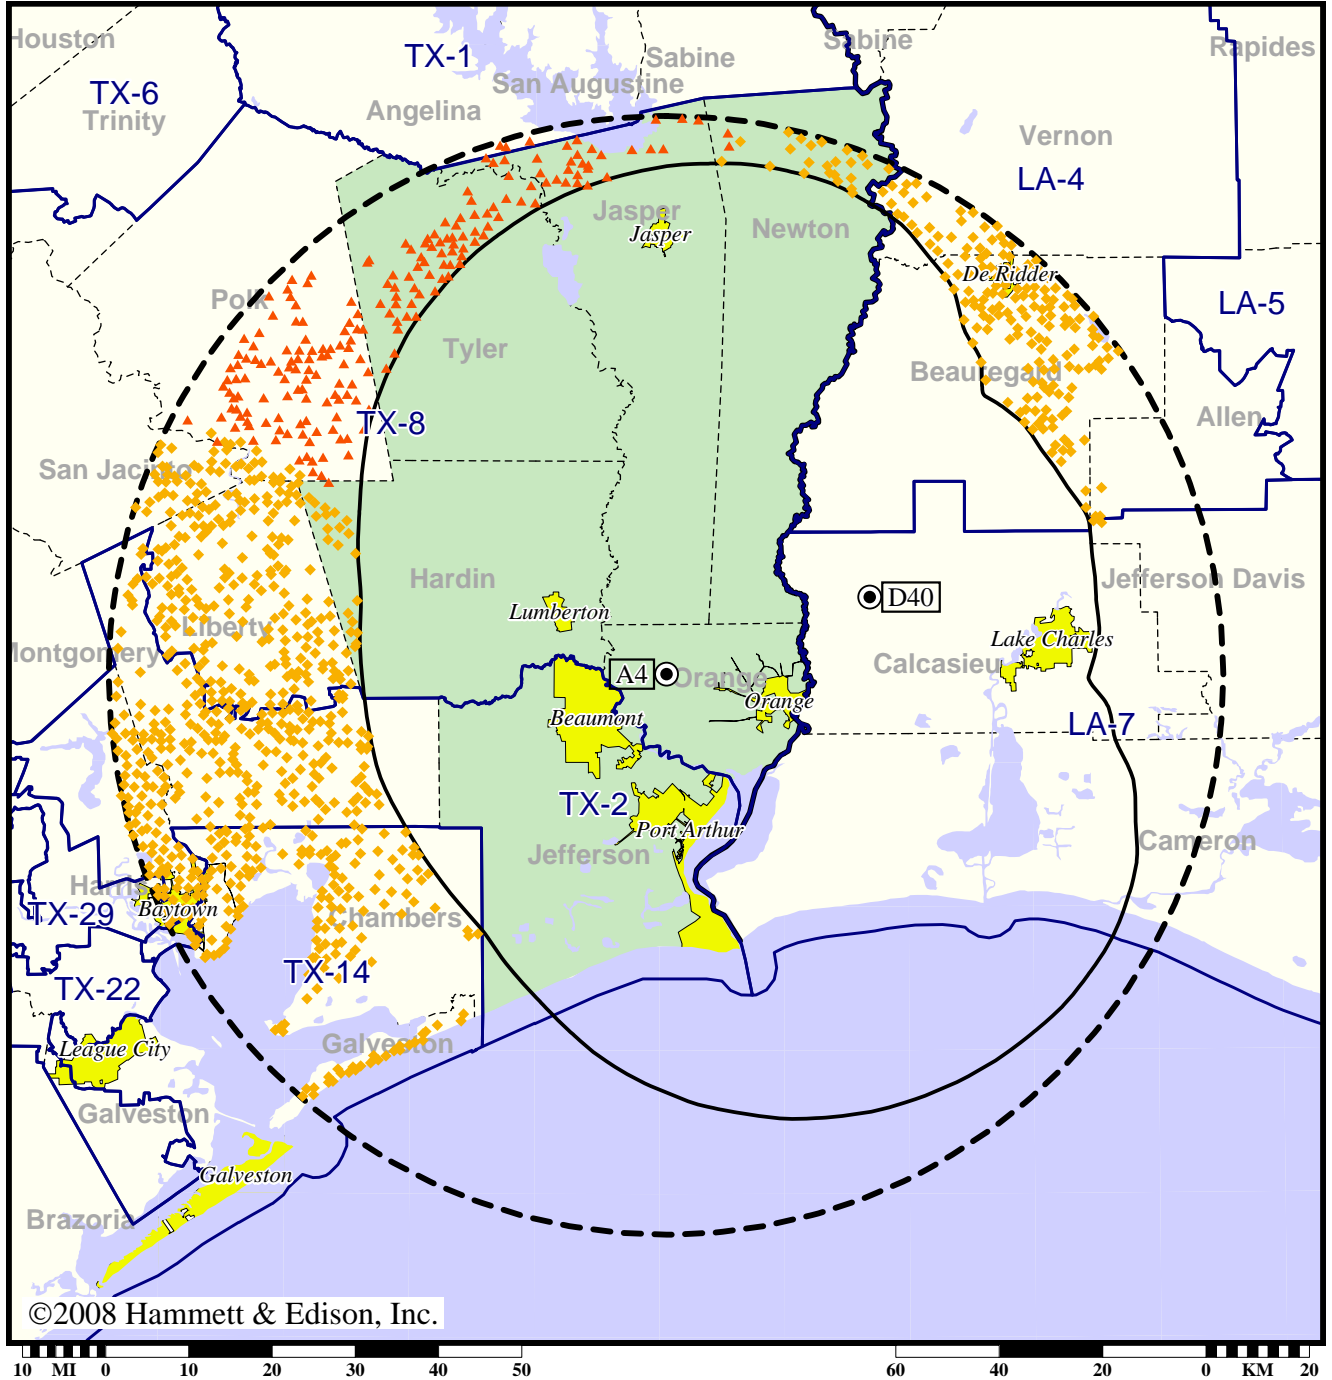 Houston
TX-1
Sabine
Sabine
Rapides
TX-6
San Augustine
Trinity
Angelina
Vernon
LA-4
Jasper
Jasper
Newton
De Ridder
Polk
LA-5
Tyler
Beauregard
TX-8
Allen
San Jacinto
Hardin
Jefferson Davis
D40
Lumberton
Liberty
Lake Charles
Montgomery
Calcasieu
A4
Orange
Orange
Beaumont
LA-7
TX-2
Port Arthur
Cameron
Jefferson
Harris
Baytown
TX-29
Chambers
TX-14
TX-22
League City
Galveston
Galveston
Galveston
Brazoria
©2008 Hammett & Edison, Inc.
10 MI 0 10 20 30 40 50 60 40 20 0 KM 20